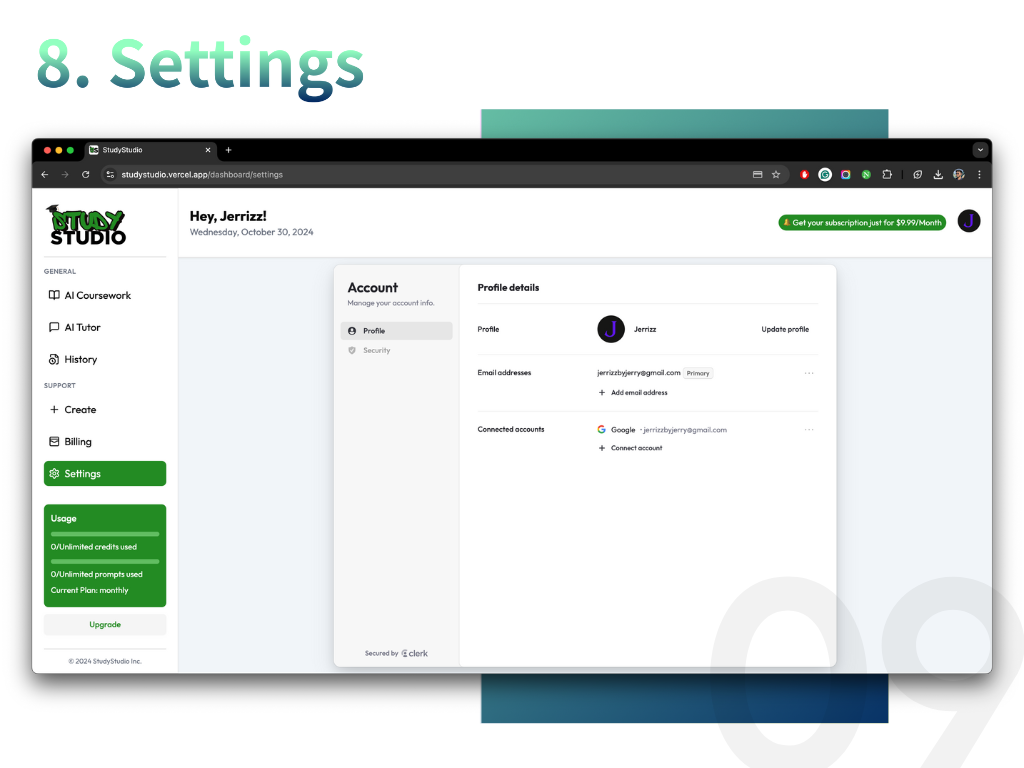 8. Settings
StudyStudio
studystudio.vercel.app/dashboard/settings
STUDY
STUDIO
Hey, Jerrizz!
Wednesday, October 30, 2024
Get your subscription just for $9.99/Month
J
GENERAL
AI Coursework
AI Tutor
History
SUPPORT
Create
Billing
Settings
Usage
0/Unlimited credits used
0/Unlimited prompts used
Current Plan: monthly
Upgrade
© 2024 StudyStudio Inc.
Account
Manage your account info.
Profile
Security
Secured by clerk
Profile details
Profile
J
Jerrizz
Update profile
Email addresses
jerrizzbyjerry@gmail.com Primary
+ Add email address
Connected accounts
Google · jerrizzbyjerry@gmail.com
+ Connect account
09